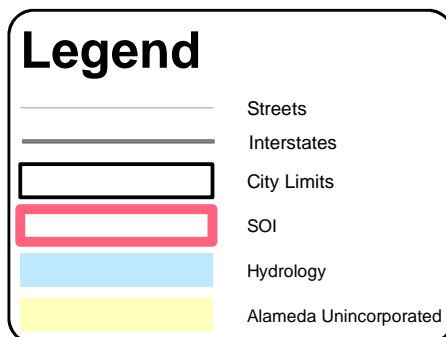 Legend
Streets
Interstates
City Limits
SOI
Hydrology
Alameda Unincorporated